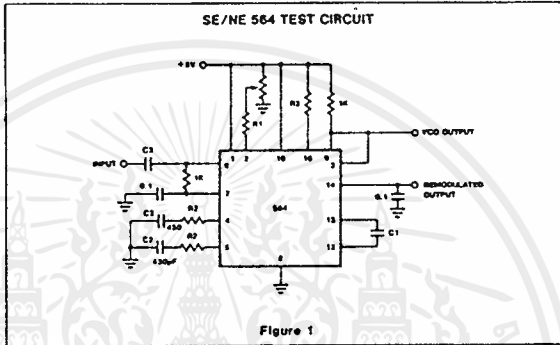 SE/NE 564 TEST CIRCUIT
+5V
R1
R3
1K
VCO OUTPUT
C3
INPUT
6
1
2
10
16
9
3
1K
0.1
7
14
DEMODULATED OUTPUT
0.1
C3
430
R2
4
564
13
C1
C2
430pF
R2
5
12
8
Figure 1